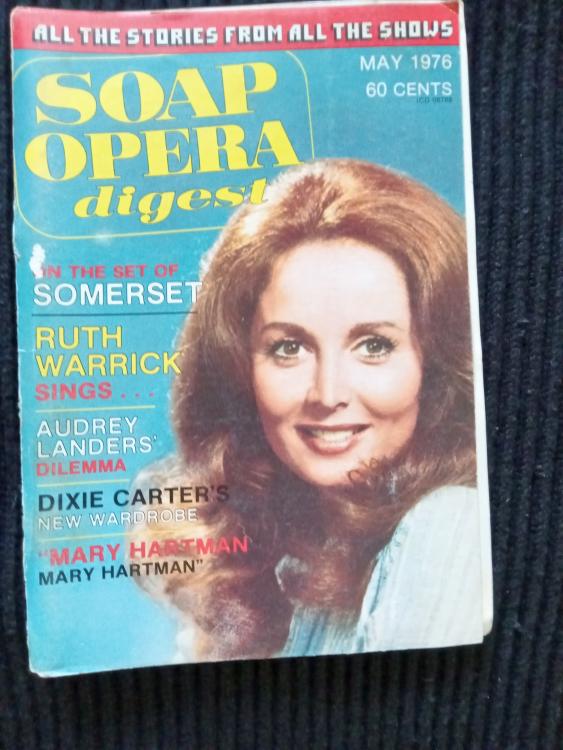 ALL THE STORIES FROM ALL THE SHOWS
MAY 1976
60 CENTS
SOAP
OPERA
digest
ON THE SET OF
SOMERSET
RUTH
WARRICK
SINGS...
AUDREY
LANDERS'
DILEMMA
DIXIE CARTER'S
NEW WARDROBE
"MARY HARTMAN
MARY HARTMAN"